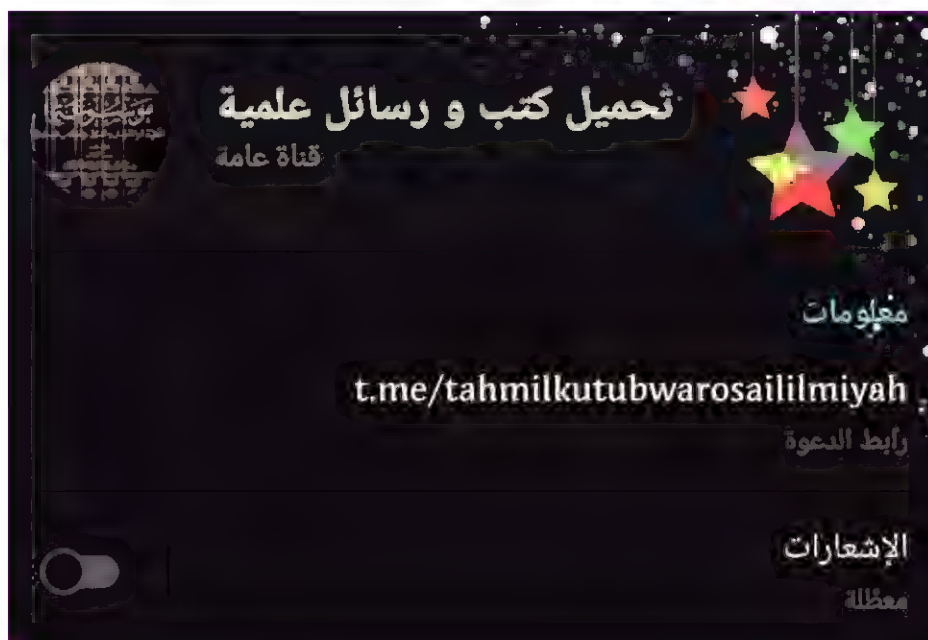 تحميل كتب و رسائل علمية
قناة عامة
معلومات
t.me/tahmilkutubwarosaililmiyah
رابط الدعوة
الإشعارات
معطلة